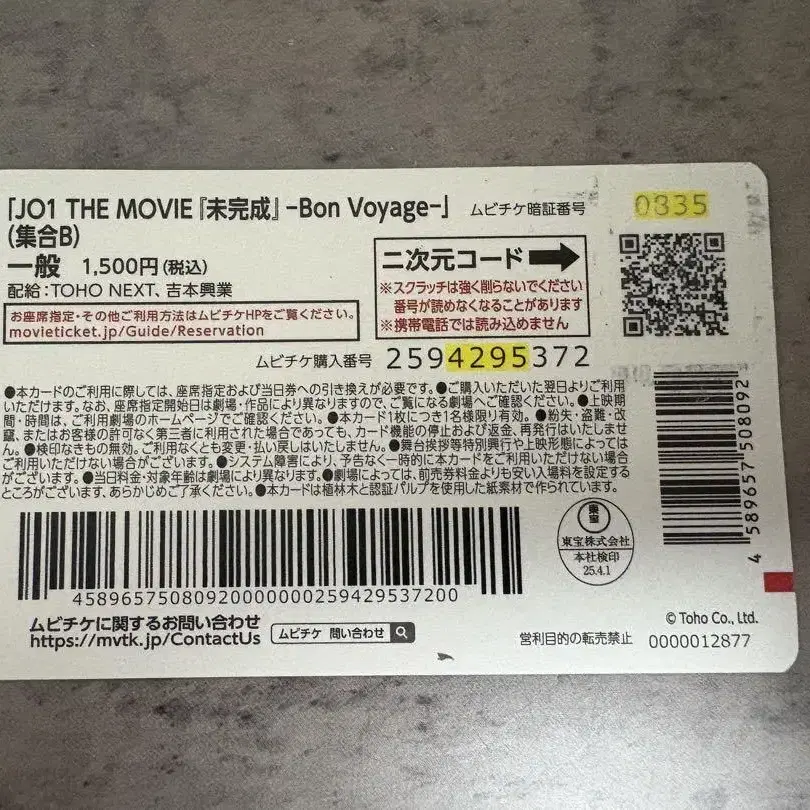 「JO1 THE MOVIE『未完成』-Bon Voyage-」
(集合B)
一般 1,500円(税込)
配給:TOHO NEXT、吉本興業
お座席指定・その他ご利用方法はムビチケHPをご覧ください。
movieticket.jp/Guide/Reservation
ムビチケ暗証番号 0835
二次元コード
※スクラッチは強く削らないでください
番号が読めなくなることがあります
※携帯電話では読み込めません
ムビチケ購入番号 2594295372
●本カードのご利用に際しては、座席指定および当日券への引き換えが必要です。●ご購入いただいた翌日よりご利用
いただけます。なお、座席指定開始日は劇場・作品により異なりますので、ご覧になる劇場へご確認ください。●上映期
間・時間は、ご利用劇場のホームページでご確認ください。●本カード1枚につき1名様限り有効。●紛失・盗難・改
竄、またはお客様の許可なく第三者に利用された場合であっても、カード機能の停止および返金、再発行はいたしませ
ん。●検印なきもの無効。ご利用なくとも変更・払い戻しはいたしません。●舞台挨拶等特別興行や上映形態によっては
ご利用いただけない場合がございます。●システム障害により、予告なく一時的に本カードをご利用いただけない場合
がございます。●当日料金・対象年齢は劇場により異なります。●劇場によっては、前売券料金よりも安い入場料を設定する
ところがございます、あらかじめご了承ください。●本カードは植林木と認証パルプを使用した紙素材で作られています。
4589657508092000000025942953720​0
4 589657 508092
東宝
東宝株式会社
本社検印
25.4.1
ムビチケに関するお問い合わせ
https://mvtk.jp/ContactUs
ムビチケ 問い合わせ
© Toho Co., Ltd.
営利目的の転売禁止 0000012877